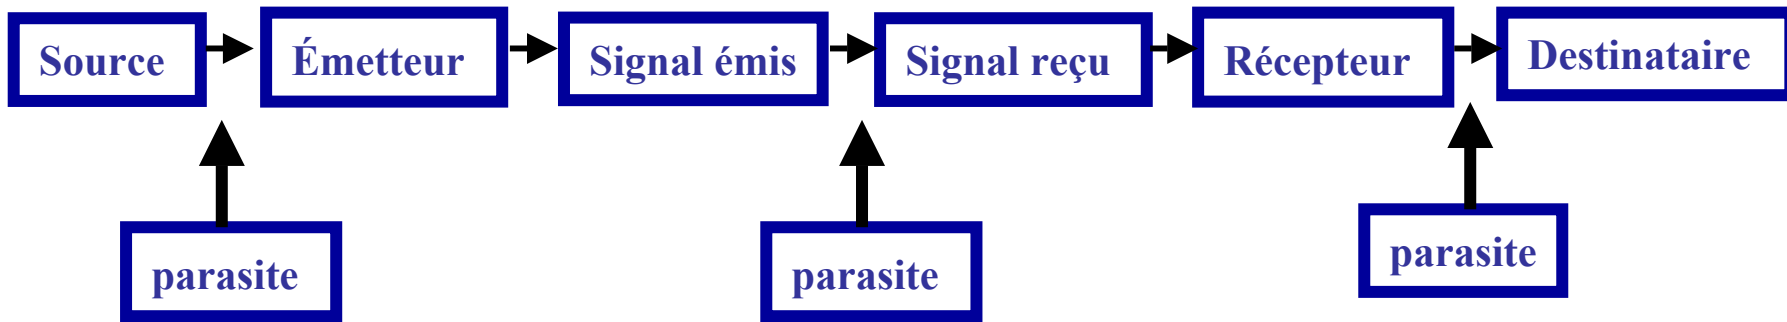 Source
Émetteur
Signal émis
Signal reçu
Récepteur
Destinataire
parasite
parasite
parasite